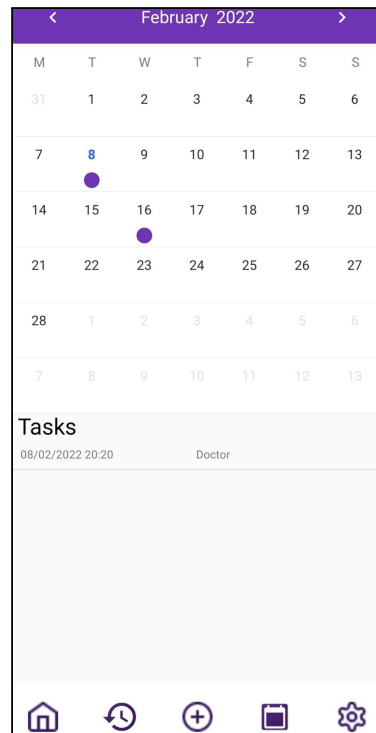 February 2022
M T W T F S S
31 1 2 3 4 5 6
7 8 9 10 11 12 13
14 15 16 17 18 19 20
21 22 23 24 25 26 27
28 1 2 3 4 5 6
7 8 9 10 11 12 13
Tasks
08/02/2022 20:20 Doctor